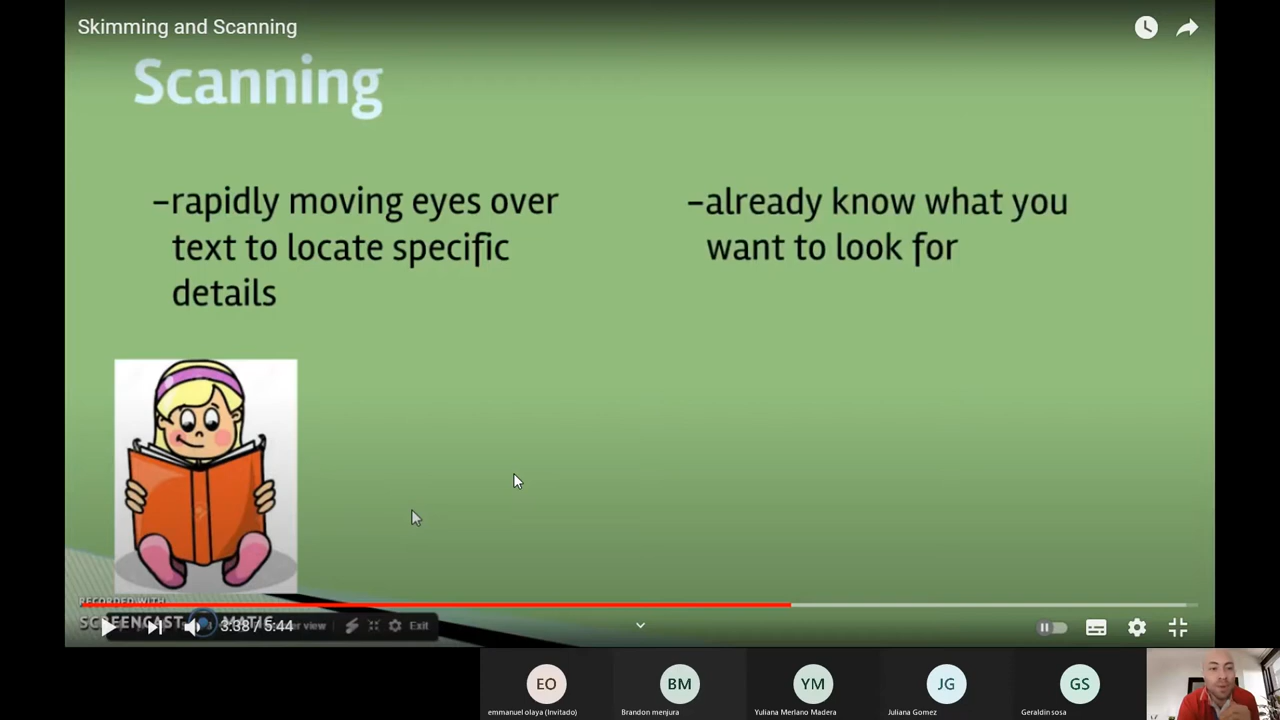 Skimming and Scanning
Scanning
–rapidly moving eyes over
text to locate specific
details
–already know what you
want to look for
RECORDED WITH
SCREENCAST MATIC
3:38 / 5:44
Exit
EO
BM
YM
JG
GS
emmanuel olaya (Invitado)
Brandon menjura
Yuliana Merlano Madera
Juliana Gomez
Geraldin sosa